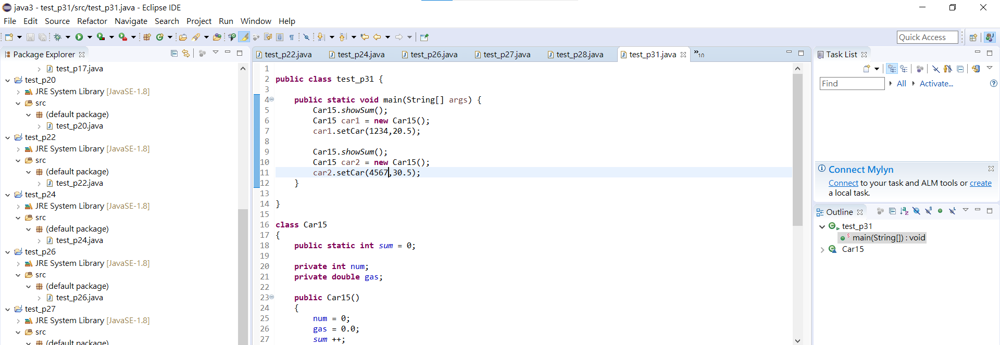 java3 - test_p31/src/test_p31.java - Eclipse IDE
File Edit Source Refactor Navigate Search Project Run Window Help
Quick Access
Package Explorer
test_p17.java
test_p20
JRE System Library [JavaSE-1.8]
src
(default package)
test_p20.java
test_p22
JRE System Library [JavaSE-1.8]
src
(default package)
test_p22.java
test_p24
JRE System Library [JavaSE-1.8]
src
(default package)
test_p24.java
test_p26
JRE System Library [JavaSE-1.8]
src
(default package)
test_p26.java
test_p27
JRE System Library [JavaSE-1.8]
src
(default package)
test_p22.java test_p24.java test_p26.java test_p27.java test_p28.java test_p31.java »10
1
2 public class test_p31 {
3
4 public static void main(String[] args) {
5 Car15.showSum();
6 Car15 car1 = new Car15();
7 car1.setCar(1234,20.5);
8
9 Car15.showSum();
10 Car15 car2 = new Car15();
11 car2.setCar(4567,30.5);
12 }
13
14 }
15
16 class Car15
17 {
18 public static int sum = 0;
19
20 private int num;
21 private double gas;
22
23 public Car15()
24 {
25 num = 0;
26 gas = 0.0;
27 sum ++;
Task List
Find All Activate...
Connect Mylyn
Connect to your task and ALM tools or create
a local task.
Outline
test_p31
main(String[]) : void
Car15